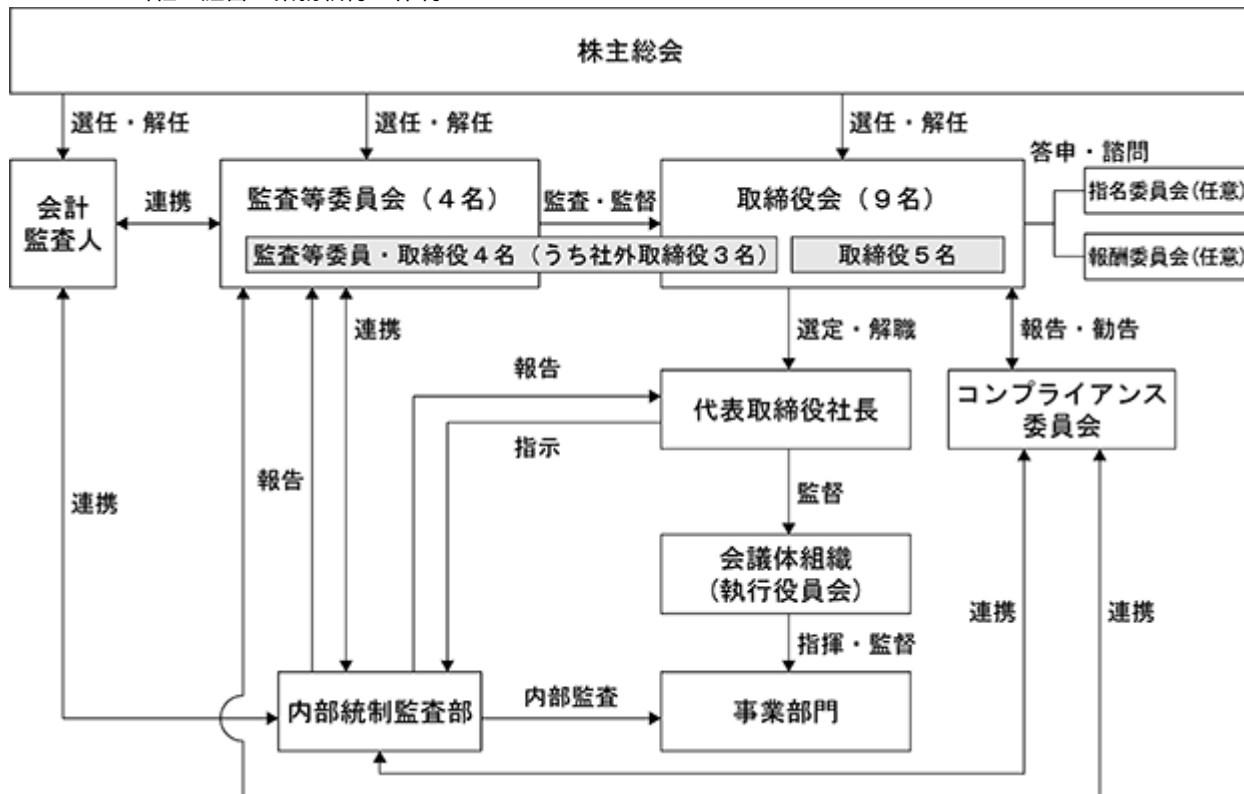 株主総会
選任・解任
選任・解任
選任・解任
答申・諮問
会計
監査人
連携
監査等委員会(4名)
監査・監督
取締役会(9名)
指名委員会(任意)
監査等委員・取締役4名(うち社外取締役3名)
取締役5名
報酬委員会(任意)
連携
選定・解職
報告・勧告
報告
代表取締役社長
コンプライアンス
委員会
指示
報告
連携
監督
会議体組織
(執行役員会)
連携
連携
指揮・監督
内部統制監査部
内部監査
事業部門